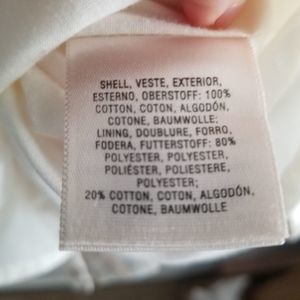 SHELL, VESTE, EXTERIOR,
ESTERNO, OBERSTOFF: 100%
COTTON, COTON, ALGODÓN,
COTONE, BAUMWOLLE;
LINING, DOUBLURE, FORRO,
FODERA, FUTTERSTOFF: 80%
POLYESTER, POLYESTER,
POLIÉSTER, POLIESTERE,
POLYESTER;
20% COTTON, COTON, ALGODÓN,
COTONE, BAUMWOLLE